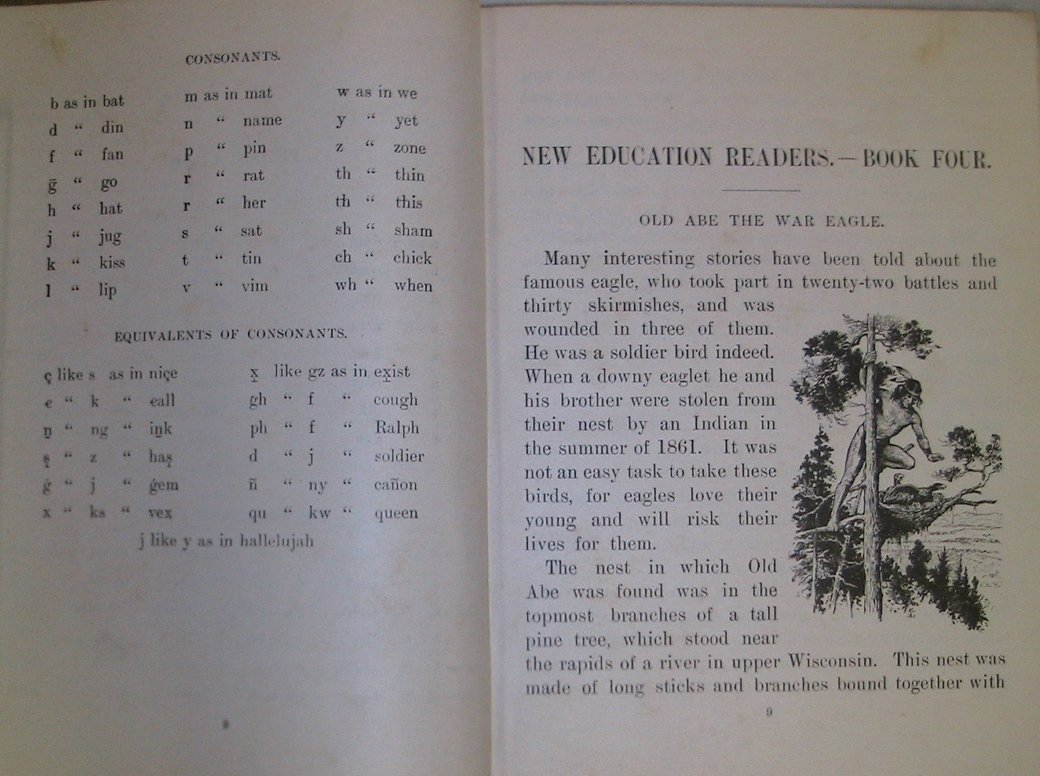 CONSONANTS.
b as in bat m as in mat w as in we
d “ din n “ name y “ yet
f “ fan p “ pin z “ zone
ḡ “ go r “ rat th “ thin
h “ hat r “ her th “ this
j “ jug s “ sat sh “ sham
k “ kiss t “ tin ch “ chick
l “ lip v “ vim wh “ when
EQUIVALENTS OF CONSONANTS.
ç like s as in niçe x̱ like gz as in ex̱ist
c “ k “ call gh “ f “ cough
ṉ “ ng “ iṉk ph “ f “ Ralph
ş “ z “ haş d “ j “ soldier
ġ “ j “ ġem ñ “ ny “ cañon
x “ ks “ vex qu “ kw “ queen
j like y as in hallelujah
8
NEW EDUCATION READERS.—BOOK FOUR.
OLD ABE THE WAR EAGLE.
Many interesting stories have been told about the
famous eagle, who took part in twenty-two battles and
thirty skirmishes, and was
wounded in three of them.
He was a soldier bird indeed.
When a downy eaglet he and
his brother were stolen from
their nest by an Indian in
the summer of 1861. It was
not an easy task to take these
birds, for eagles love their
young and will risk their
lives for them.
The nest in which Old
Abe was found was in the
topmost branches of a tall
pine tree, which stood near
the rapids of a river in upper Wisconsin. This nest was
made of long sticks and branches bound together with
9